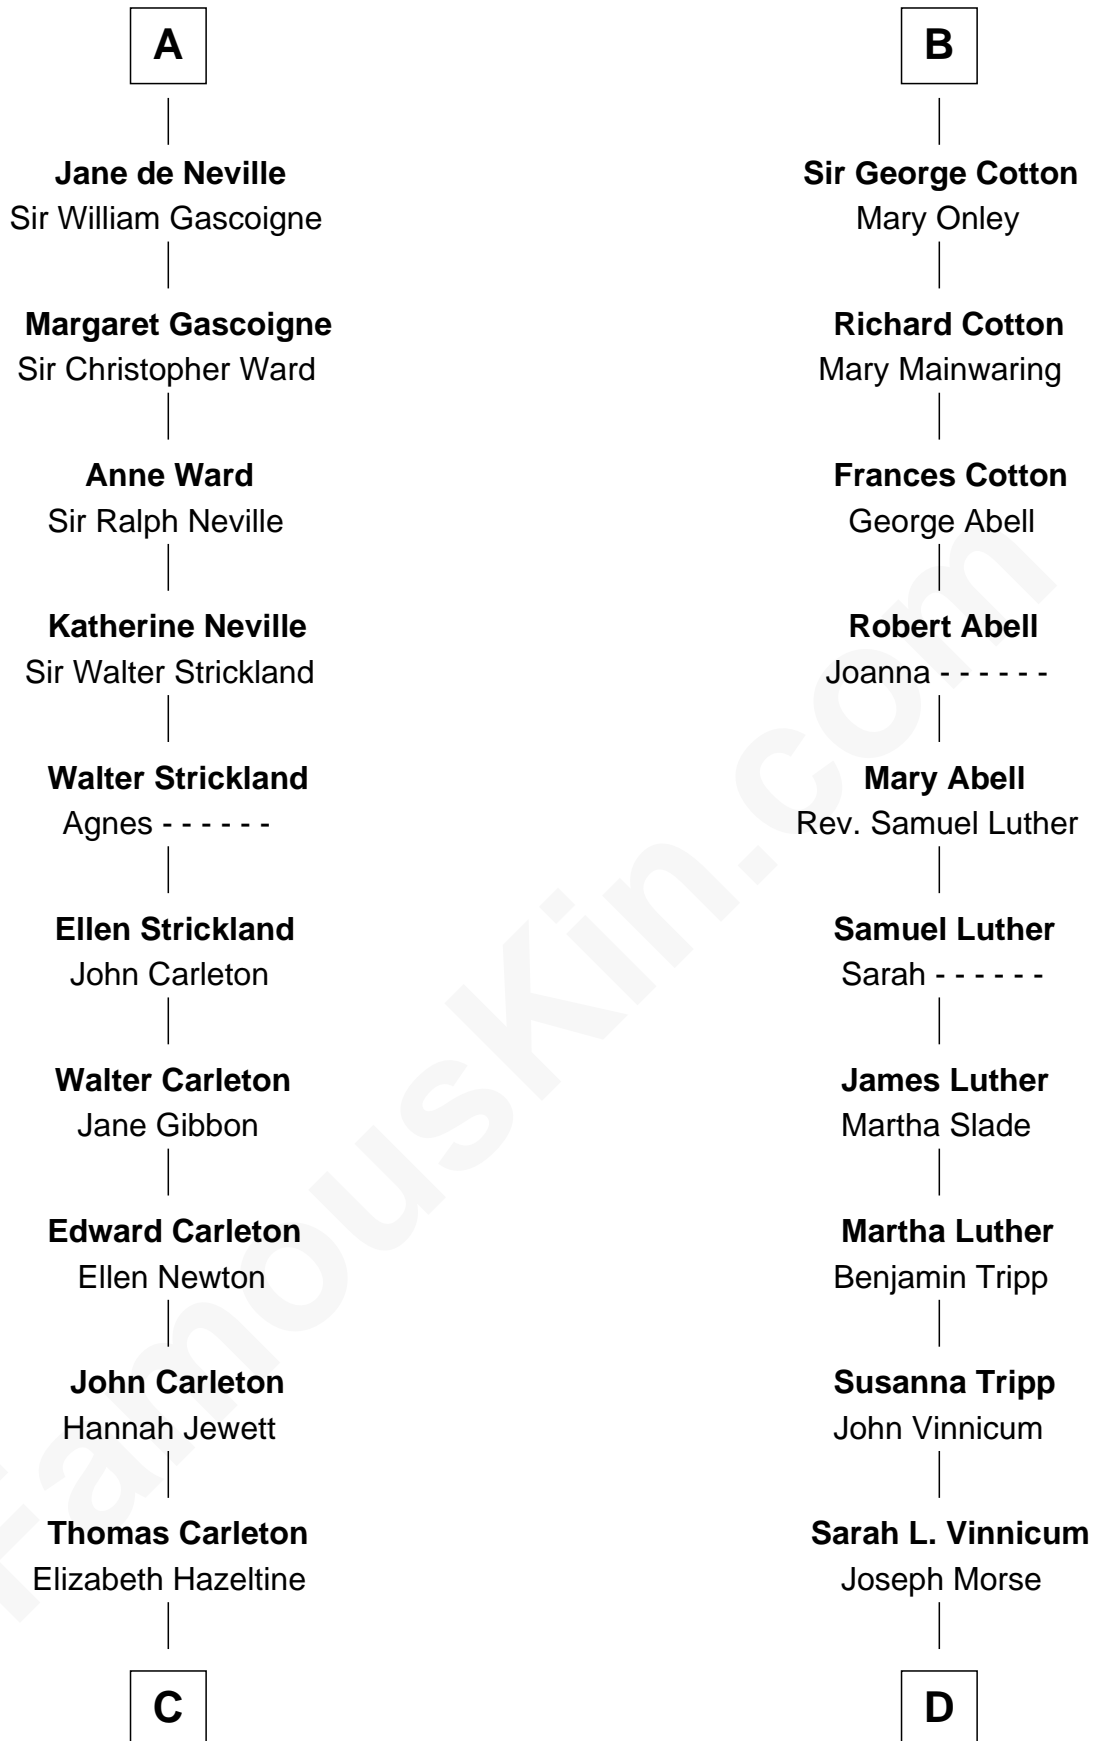 A
Jane de Neville
Sir William Gascoigne
Margaret Gascoigne
Sir Christopher Ward
Anne Ward
Sir Ralph Neville
Katherine Neville
Sir Walter Strickland
Walter Strickland
Agnes - - - - - -
Ellen Strickland
John Carleton
Walter Carleton
Jane Gibbon
Edward Carleton
Ellen Newton
John Carleton
Hannah Jewett
Thomas Carleton
Elizabeth Hazeltine
C
B
Sir George Cotton
Mary Onley
Richard Cotton
Mary Mainwaring
Frances Cotton
George Abell
Robert Abell
Joanna - - - - - -
Mary Abell
Rev. Samuel Luther
Samuel Luther
Sarah - - - - - -
James Luther
Martha Slade
Martha Luther
Benjamin Tripp
Susanna Tripp
John Vinnicum
Sarah L. Vinnicum
Joseph Morse
D
FamousKin.com